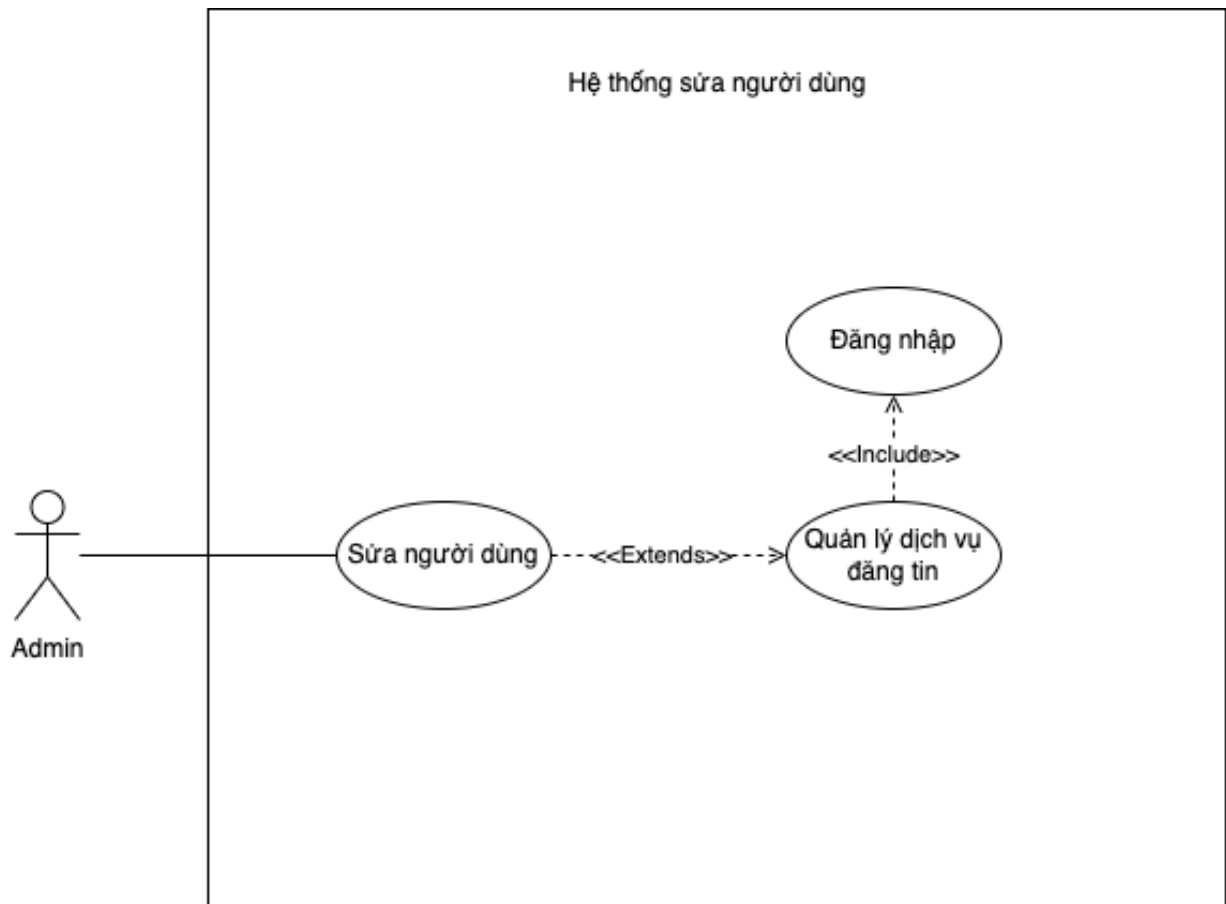 Hệ thống sửa người dùng
Đăng nhập
<<Include>>
Sửa người dùng
<<Extends>>
Quản lý dịch vụ
đăng tin
Admin